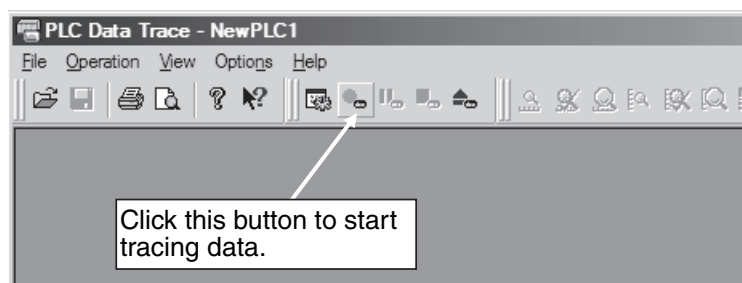 PLC Data Trace - NewPLC1
File Operation View Options Help
Click this button to start
tracing data.